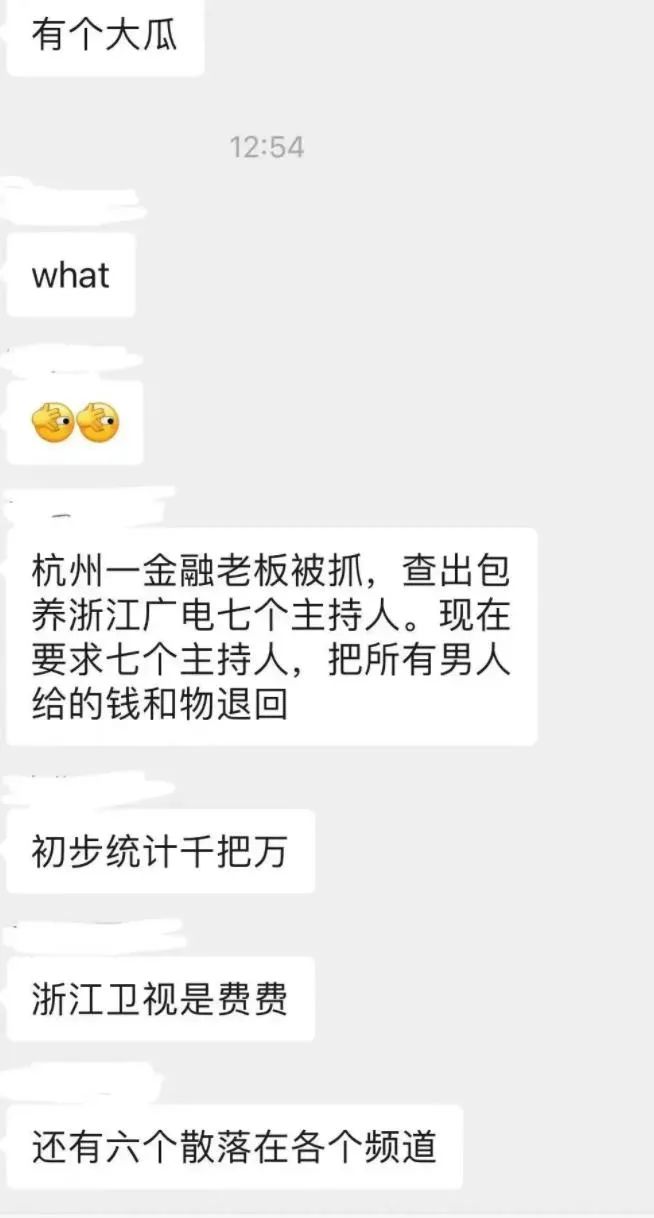 有个大瓜
12:54
what
杭州一金融老板被抓，查出包
养浙江广电七个主持人。现在
要求七个主持人，把所有男人
给的钱和物退回
初步统计千把万
浙江卫视是费费
还有六个散落在各个频道